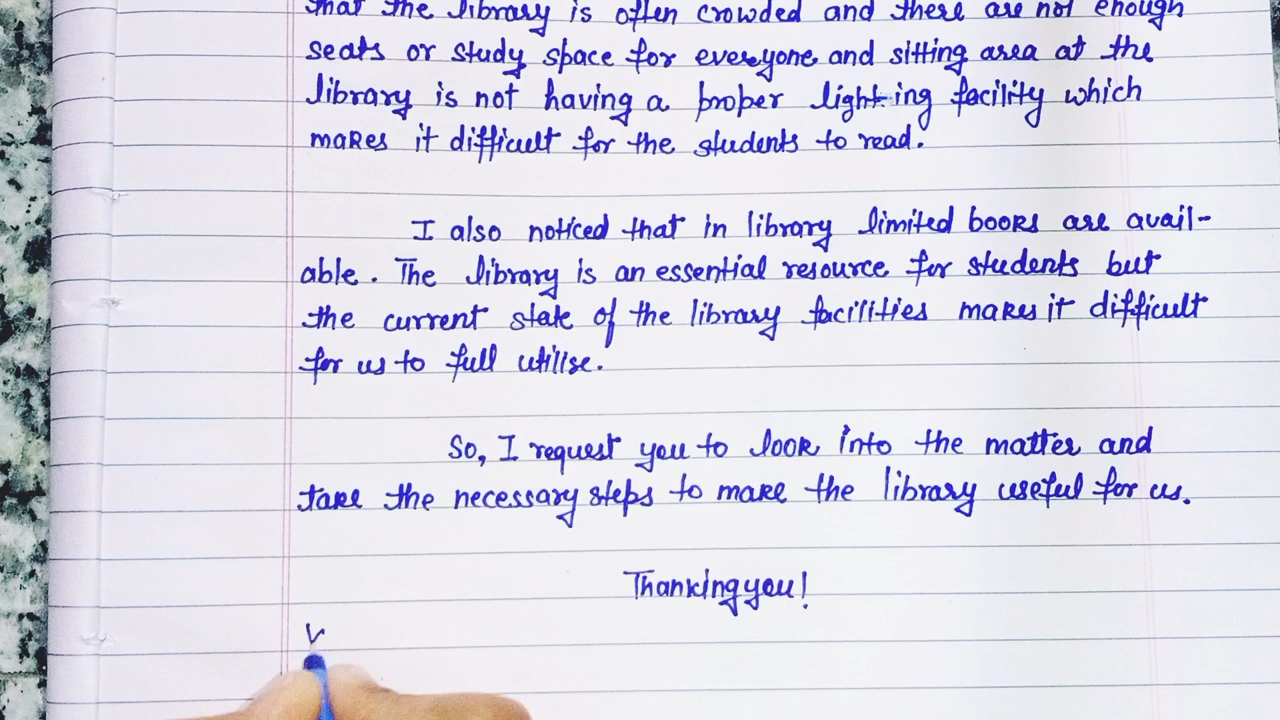 that the library is often crowded and there are not enough
seats or study space for everyone and sitting area at the
library is not having a proper lighting facility which
makes it difficult for the students to read.
I also noticed that in library limited books are avail-
able. The library is an essential resource for students but
the current state of the library facilities makes it difficult
for us to full utilise.
So, I request you to look into the matter and
take the necessary steps to make the library useful for us.
Thanking you!